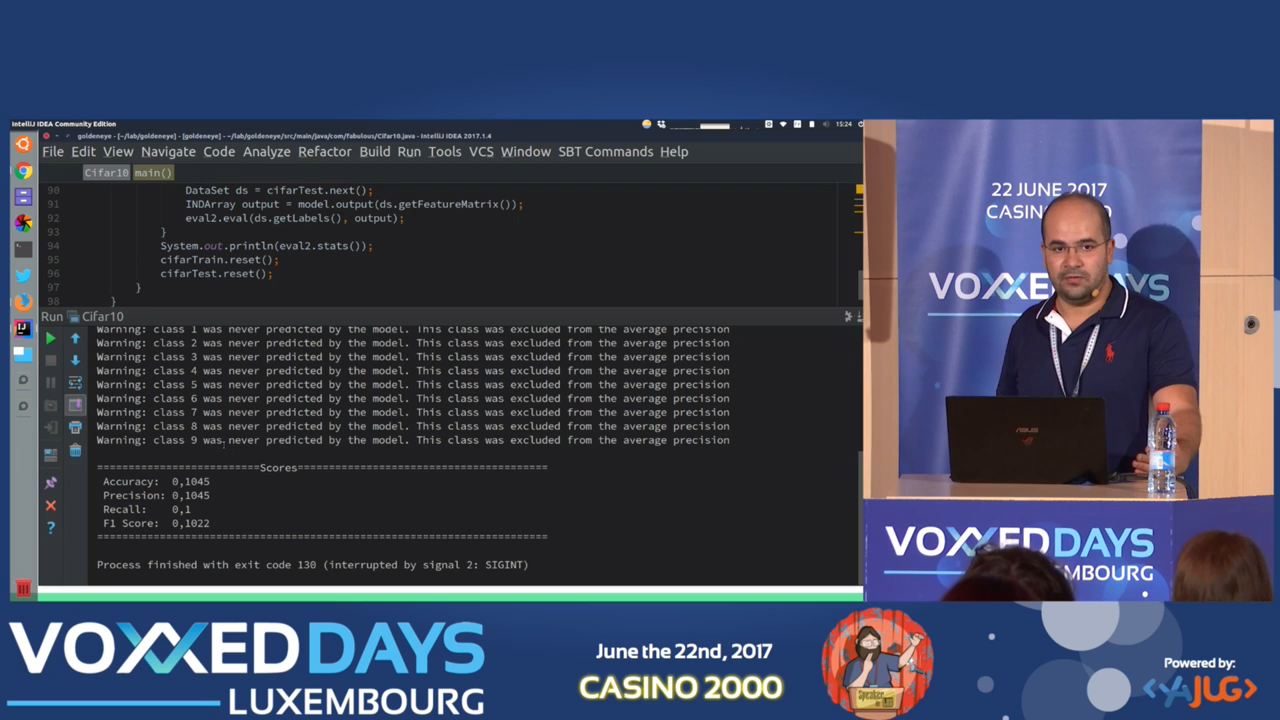 IntelliJ IDEA Community Edition
15:24
goldeneye - [~/lab/goldeneye] - [goldeneye] - ~/lab/goldeneye/src/main/java/com/fabulous/Cifar10.java - IntelliJ IDEA 2017.1.4
File Edit View Navigate Code Analyze Refactor Build Run Tools VCS Window SBT Commands Help
Cifar10 main()
90 DataSet ds = cifarTest.next();
91 INDArray output = model.output(ds.getFeatureMatrix());
92 eval2.eval(ds.getLabels(), output);
93 }
94 System.out.println(eval2.stats());
95 cifarTrain.reset();
96 cifarTest.reset();
97 }
98 }
Run Cifar10
Warning: class 1 was never predicted by the model. This class was excluded from the average precision
Warning: class 2 was never predicted by the model. This class was excluded from the average precision
Warning: class 3 was never predicted by the model. This class was excluded from the average precision
Warning: class 4 was never predicted by the model. This class was excluded from the average precision
Warning: class 5 was never predicted by the model. This class was excluded from the average precision
Warning: class 6 was never predicted by the model. This class was excluded from the average precision
Warning: class 7 was never predicted by the model. This class was excluded from the average precision
Warning: class 8 was never predicted by the model. This class was excluded from the average precision
Warning: class 9 was never predicted by the model. This class was excluded from the average precision
==========================Scores========================================
Accuracy: 0,1045
Precision: 0,1045
Recall: 0,1
F1 Score: 0,1022
========================================================================
Process finished with exit code 130 (interrupted by signal 2: SIGINT)
22 JUNE 2017
VOXXED DAYS
ASUS
VOXXED DAYS
VOXXED DAYS
LUXEMBOURG
June the 22nd, 2017
CASINO 2000
Powered by:
YAJUG